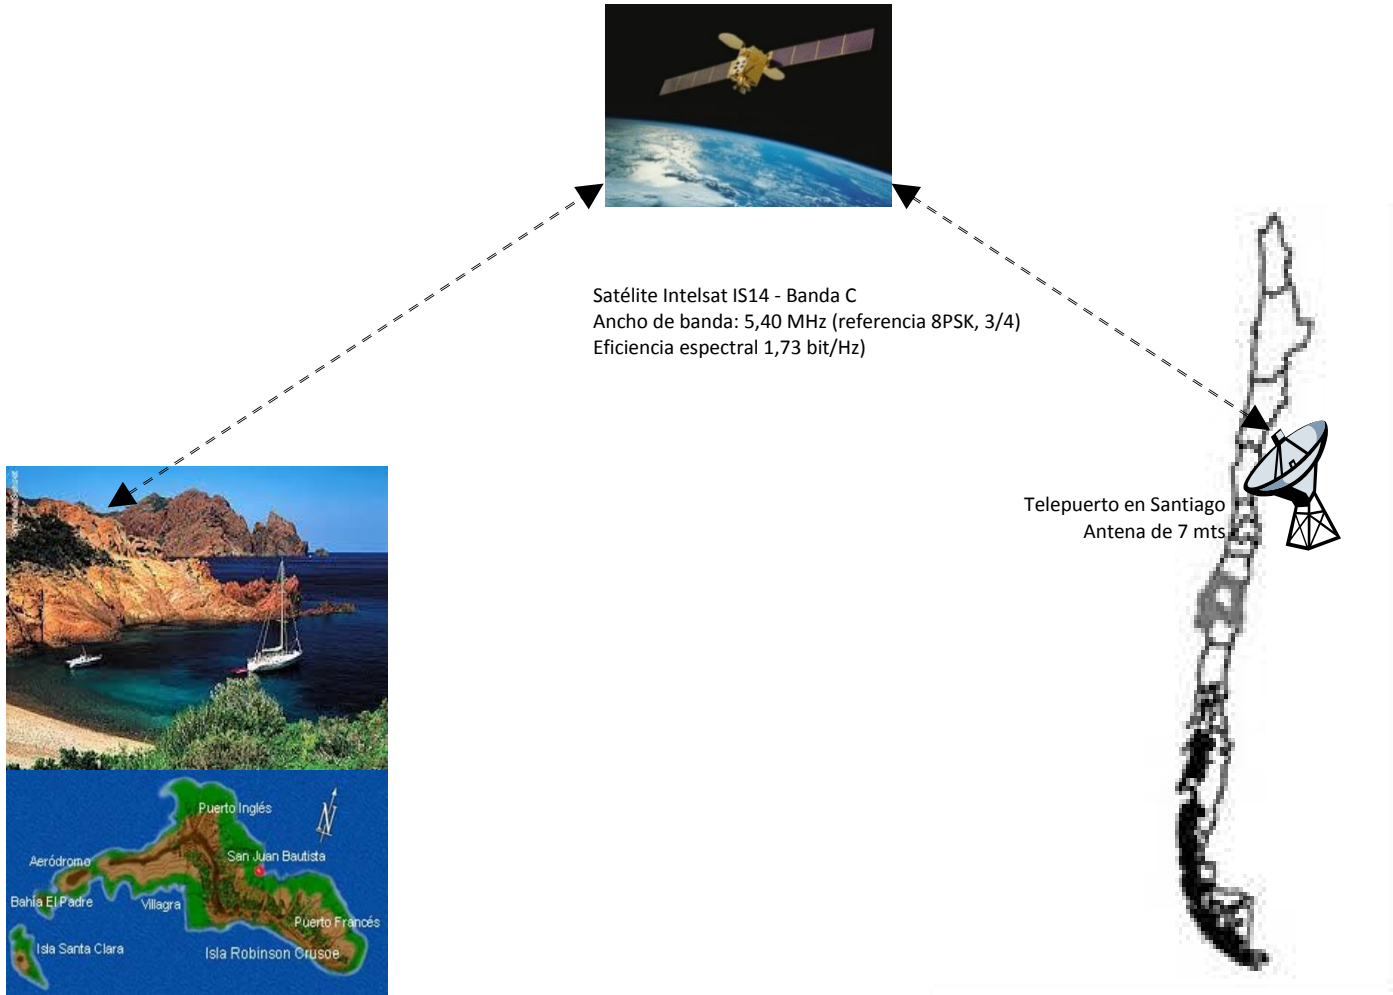 Satélite Intelsat IS14 - Banda C
Ancho de banda: 5,40 MHz (referencia 8PSK, 3/4)
Eficiencia espectral 1,73 bit/Hz)
Telepuerto en Santiago
Antena de 7 mts
Puerto Inglés
N
Aeródromo
San Juan Bautista
Bahía El Padre
Villagra
Puerto Francés
Isla Santa Clara
Isla Robinson Crusoe